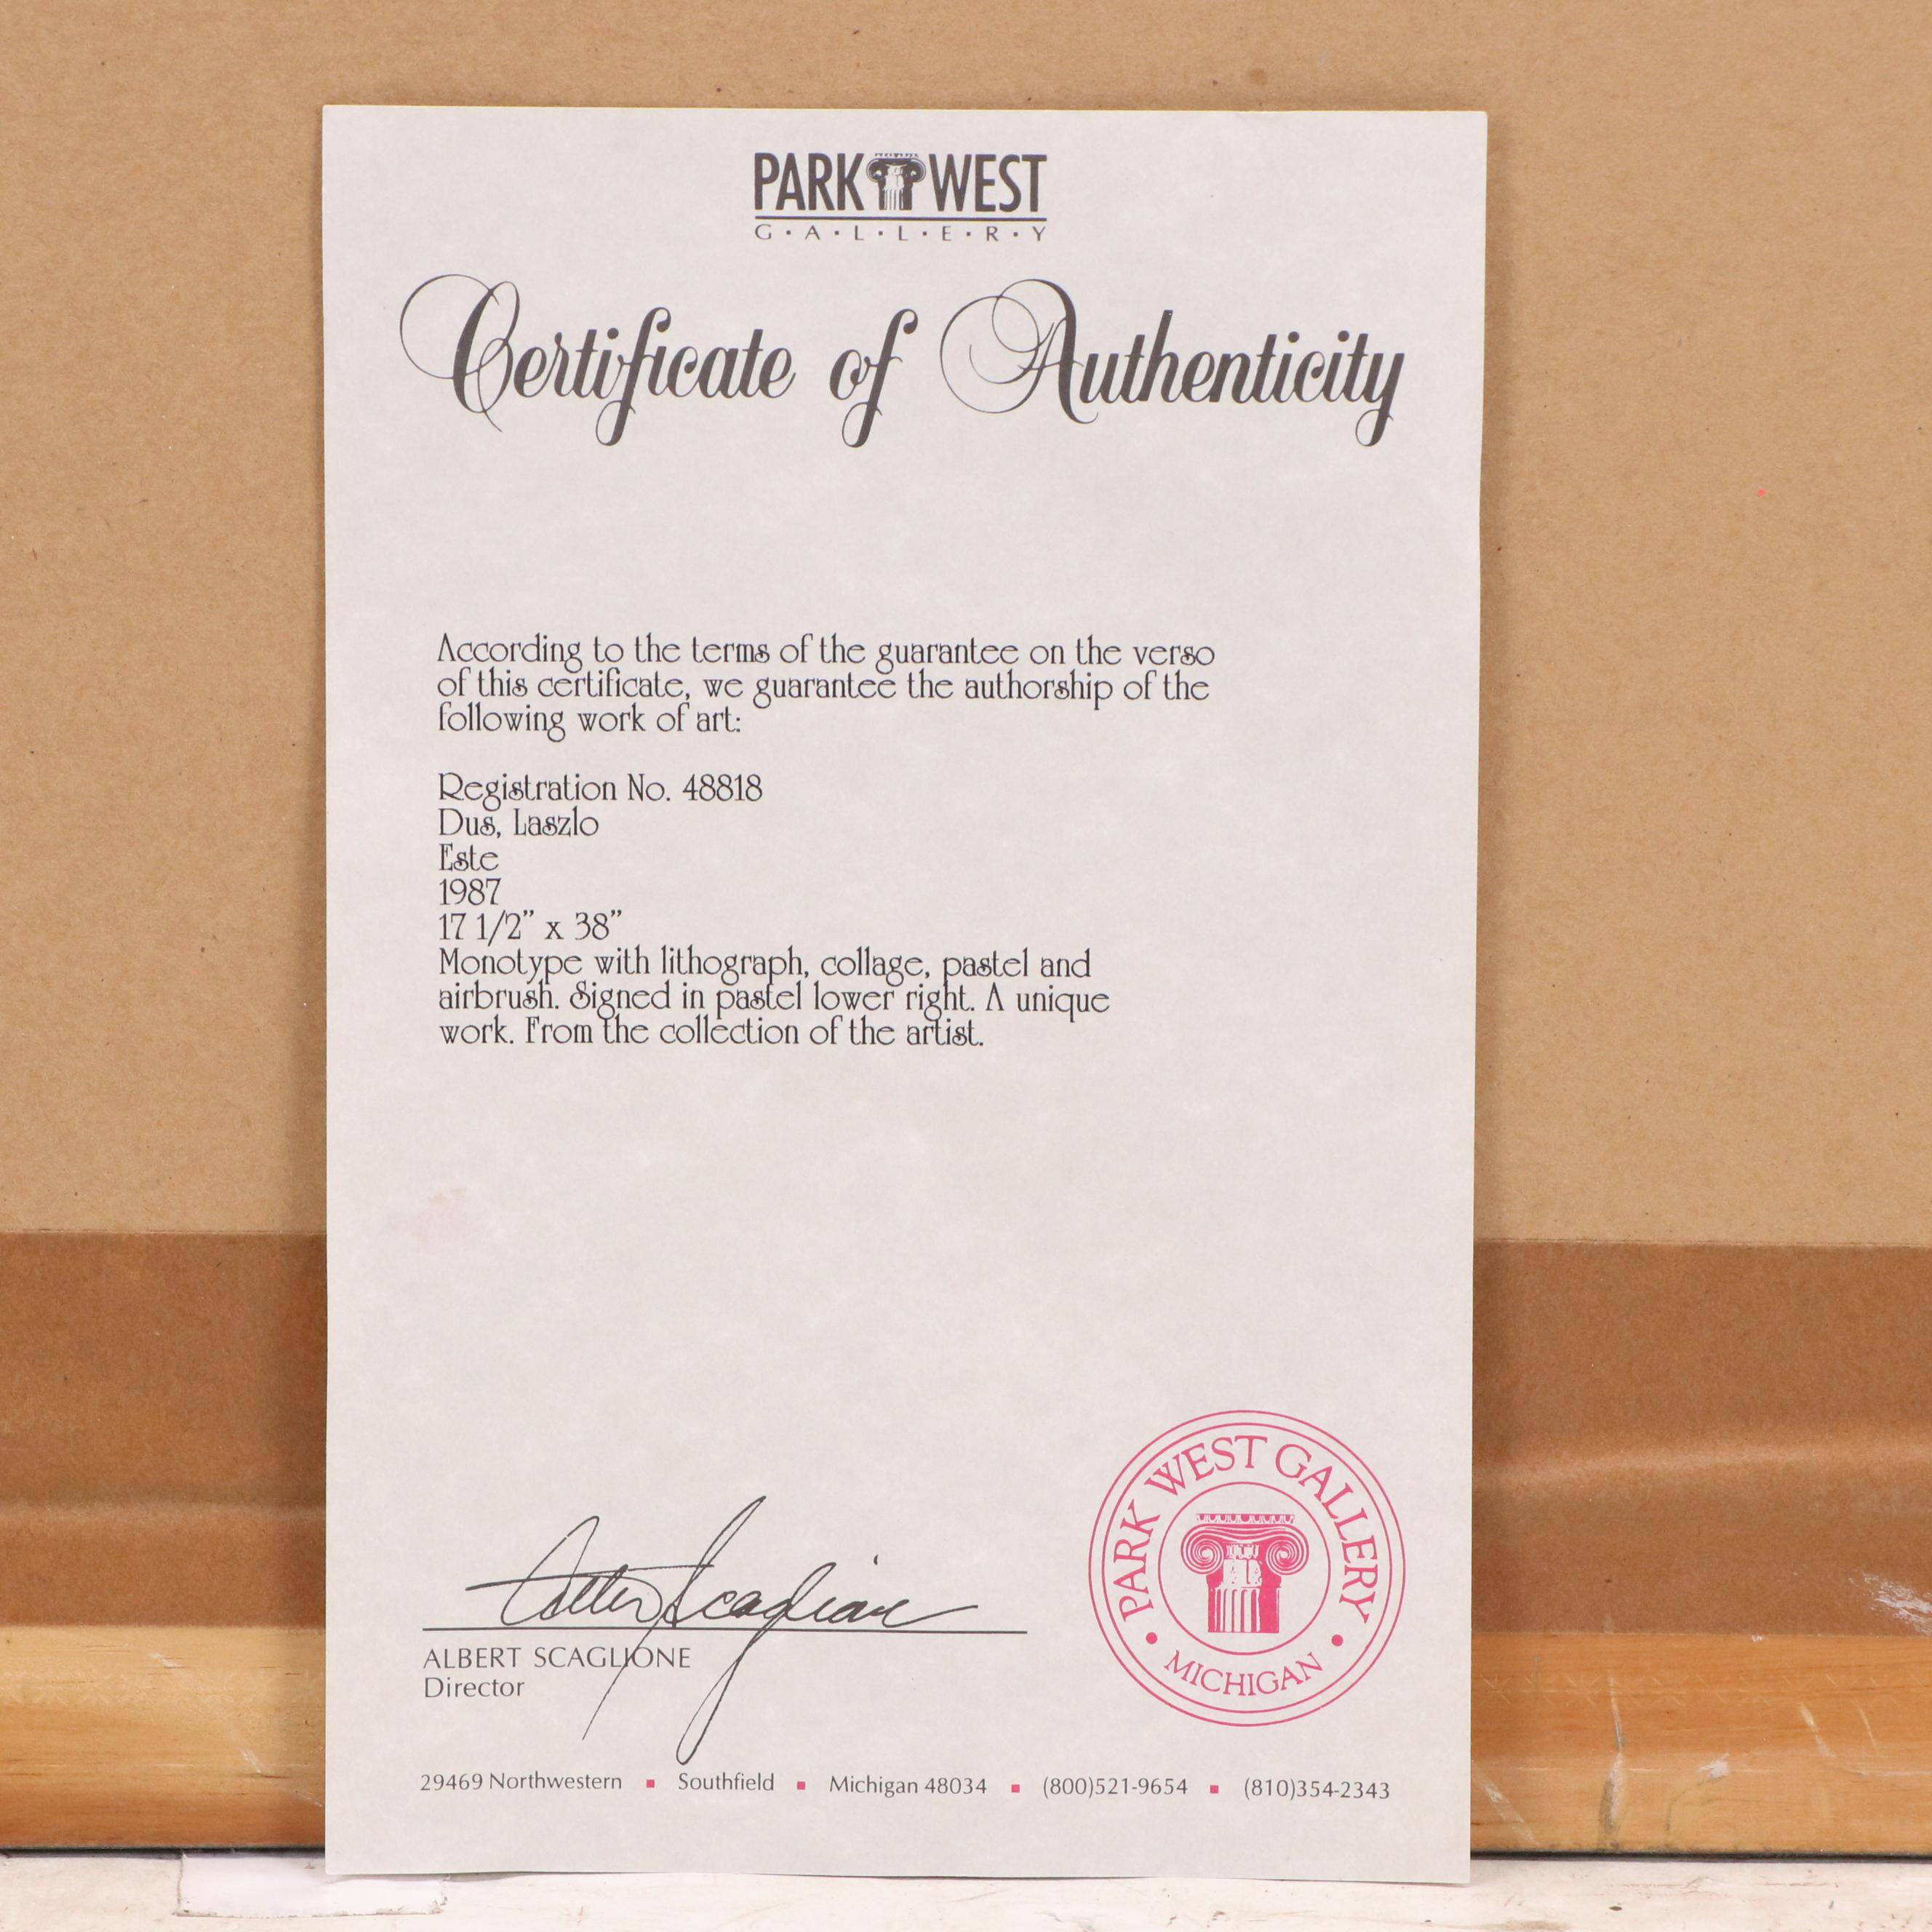 PARK WEST
G·A·L·L·E·R·Y
Certificate of Authenticity
According to the terms of the guarantee on the verso
of this certificate, we guarantee the authorship of the
following work of art:
Registration No. 48818
Dus, Laszlo
Este
1987
17 1/2” x 38”
Monotype with lithograph, collage, pastel and
airbrush. Signed in pastel lower right. A unique
work. From the collection of the artist.
Albert Scaglione
ALBERT SCAGLIONE
Director
PARK WEST GALLERY
• MICHIGAN •
29469 Northwestern ▪ Southfield ▪ Michigan 48034 ▪ (800)521-9654 ▪ (810)354-2343